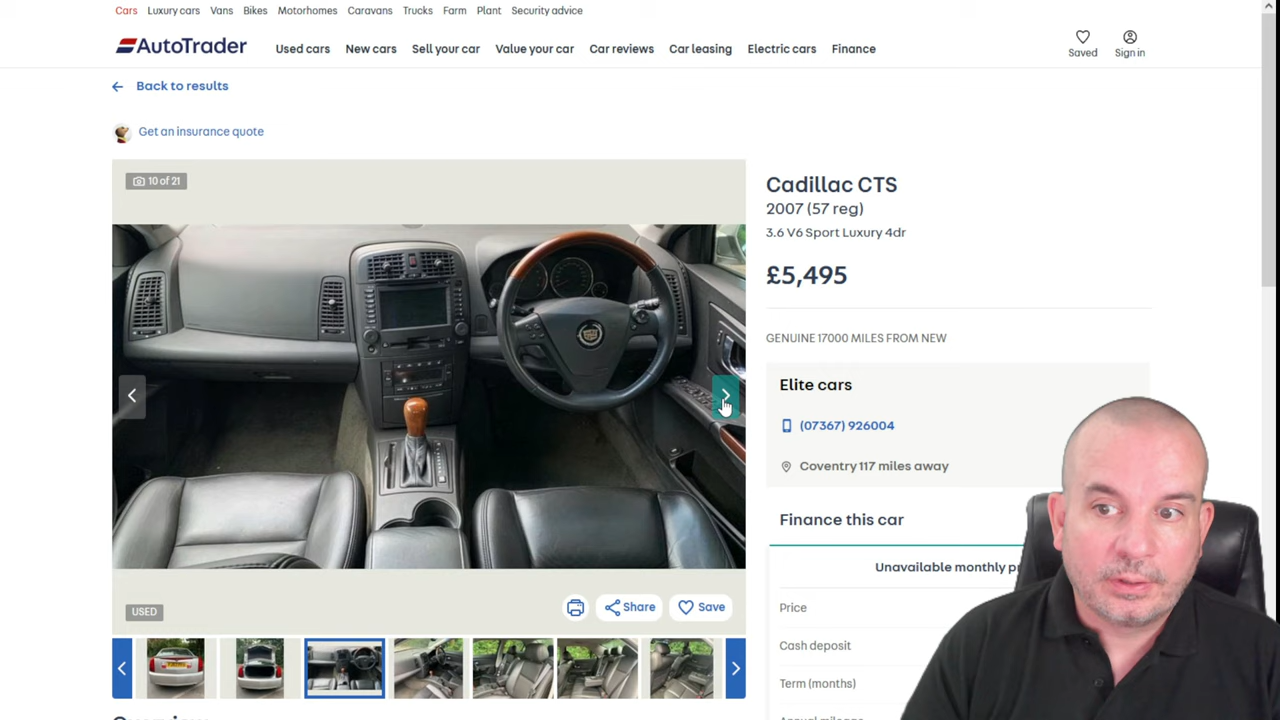 Cars Luxury cars Vans Bikes Motorhomes Caravans Trucks Farm Plant Security advice
AutoTrader
Used cars New cars Sell your car Value your car Car reviews Car leasing Electric cars Finance
Saved Sign in
Back to results
Get an insurance quote
10 of 21
Cadillac CTS
2007 (57 reg)
3.6 V6 Sport Luxury 4dr
£5,495
GENUINE 17000 MILES FROM NEW
Elite cars
(07367) 926004
Coventry 117 miles away
Finance this car
Unavailable monthly
Price
Cash deposit
Term (months)
USED
Share
Save